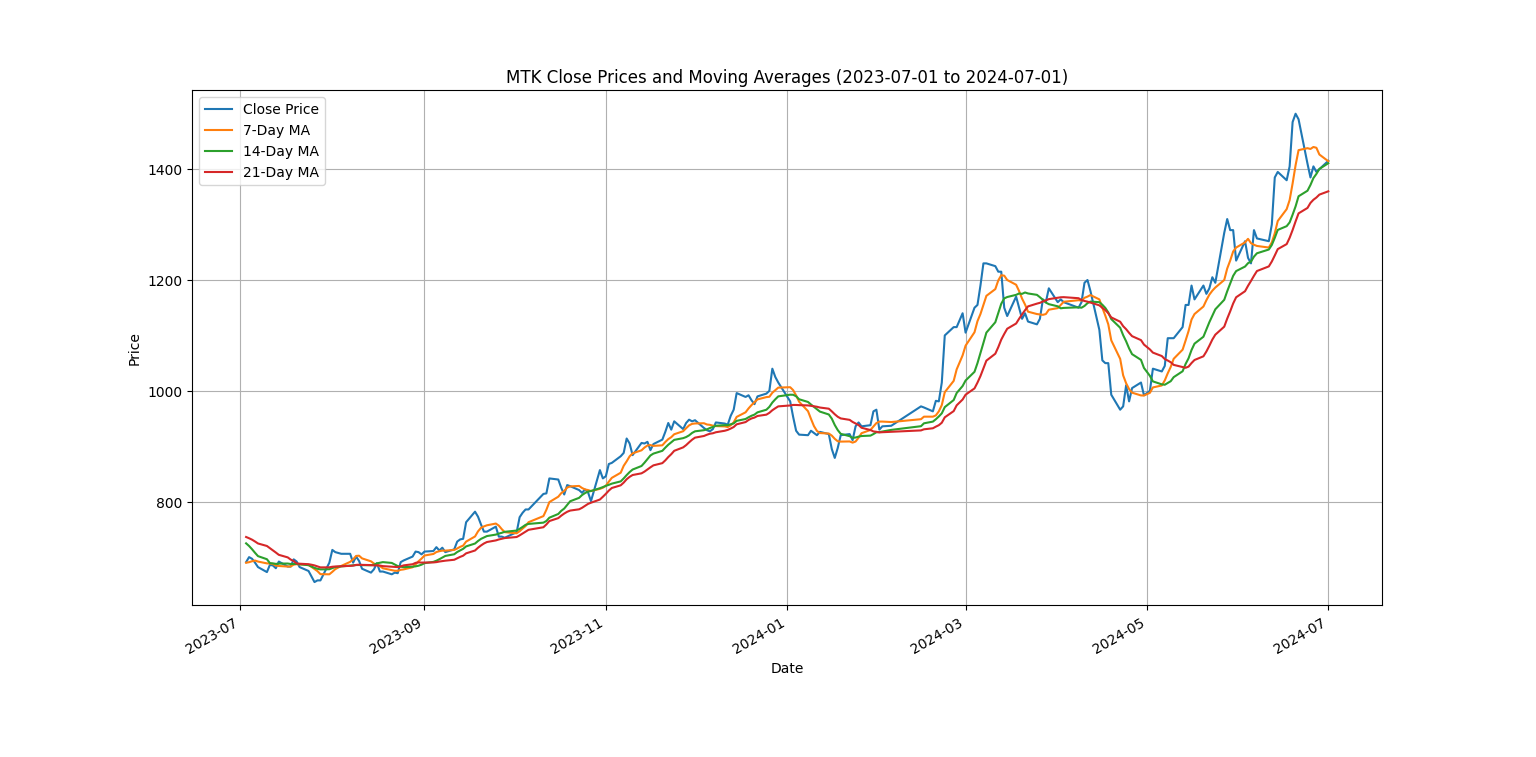 MTK Close Prices and Moving Averages (2023-07-01 to 2024-07-01)
Close Price
7-Day MA
14-Day MA
21-Day MA
1400
1200
1000
800
Price
2023-07
2023-09
2023-11
2024-01
2024-03
2024-05
2024-07
Date